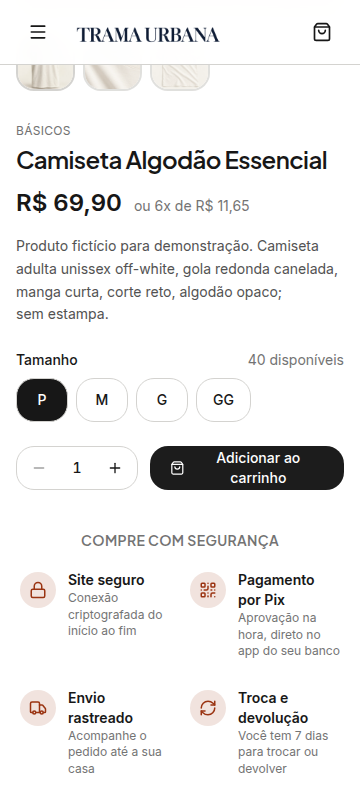 TRAMA URBANA
BÁSICOS
Camiseta Algodão Essencial
R$ 69,90 ou 6x de R$ 11,65
Produto fictício para demonstração. Camiseta
adulta unissex off-white, gola redonda canelada,
manga curta, corte reto, algodão opaco;
sem estampa.
Tamanho 40 disponíveis
P M G GG
1
Adicionar ao
carrinho
COMPRE COM SEGURANÇA
Site seguro
Conexão
criptografada do
início ao fim
Pagamento
por Pix
Aprovação na
hora, direto no
app do seu banco
Envio
rastreado
Acompanhe o
pedido até a sua
casa
Troca e
devolução
Você tem 7 dias
para trocar ou
devolver